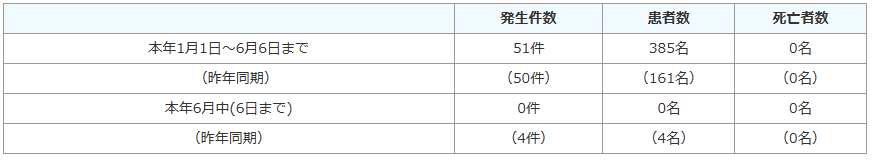 発生件数 患者数 死亡者数
本年1月1日～6月6日まで 51件 385名 0名
（昨年同期） （50件） （161名） （0名）
本年6月中(6日まで) 0件 0名 0名
（昨年同期） （4件） （4名） （0名）